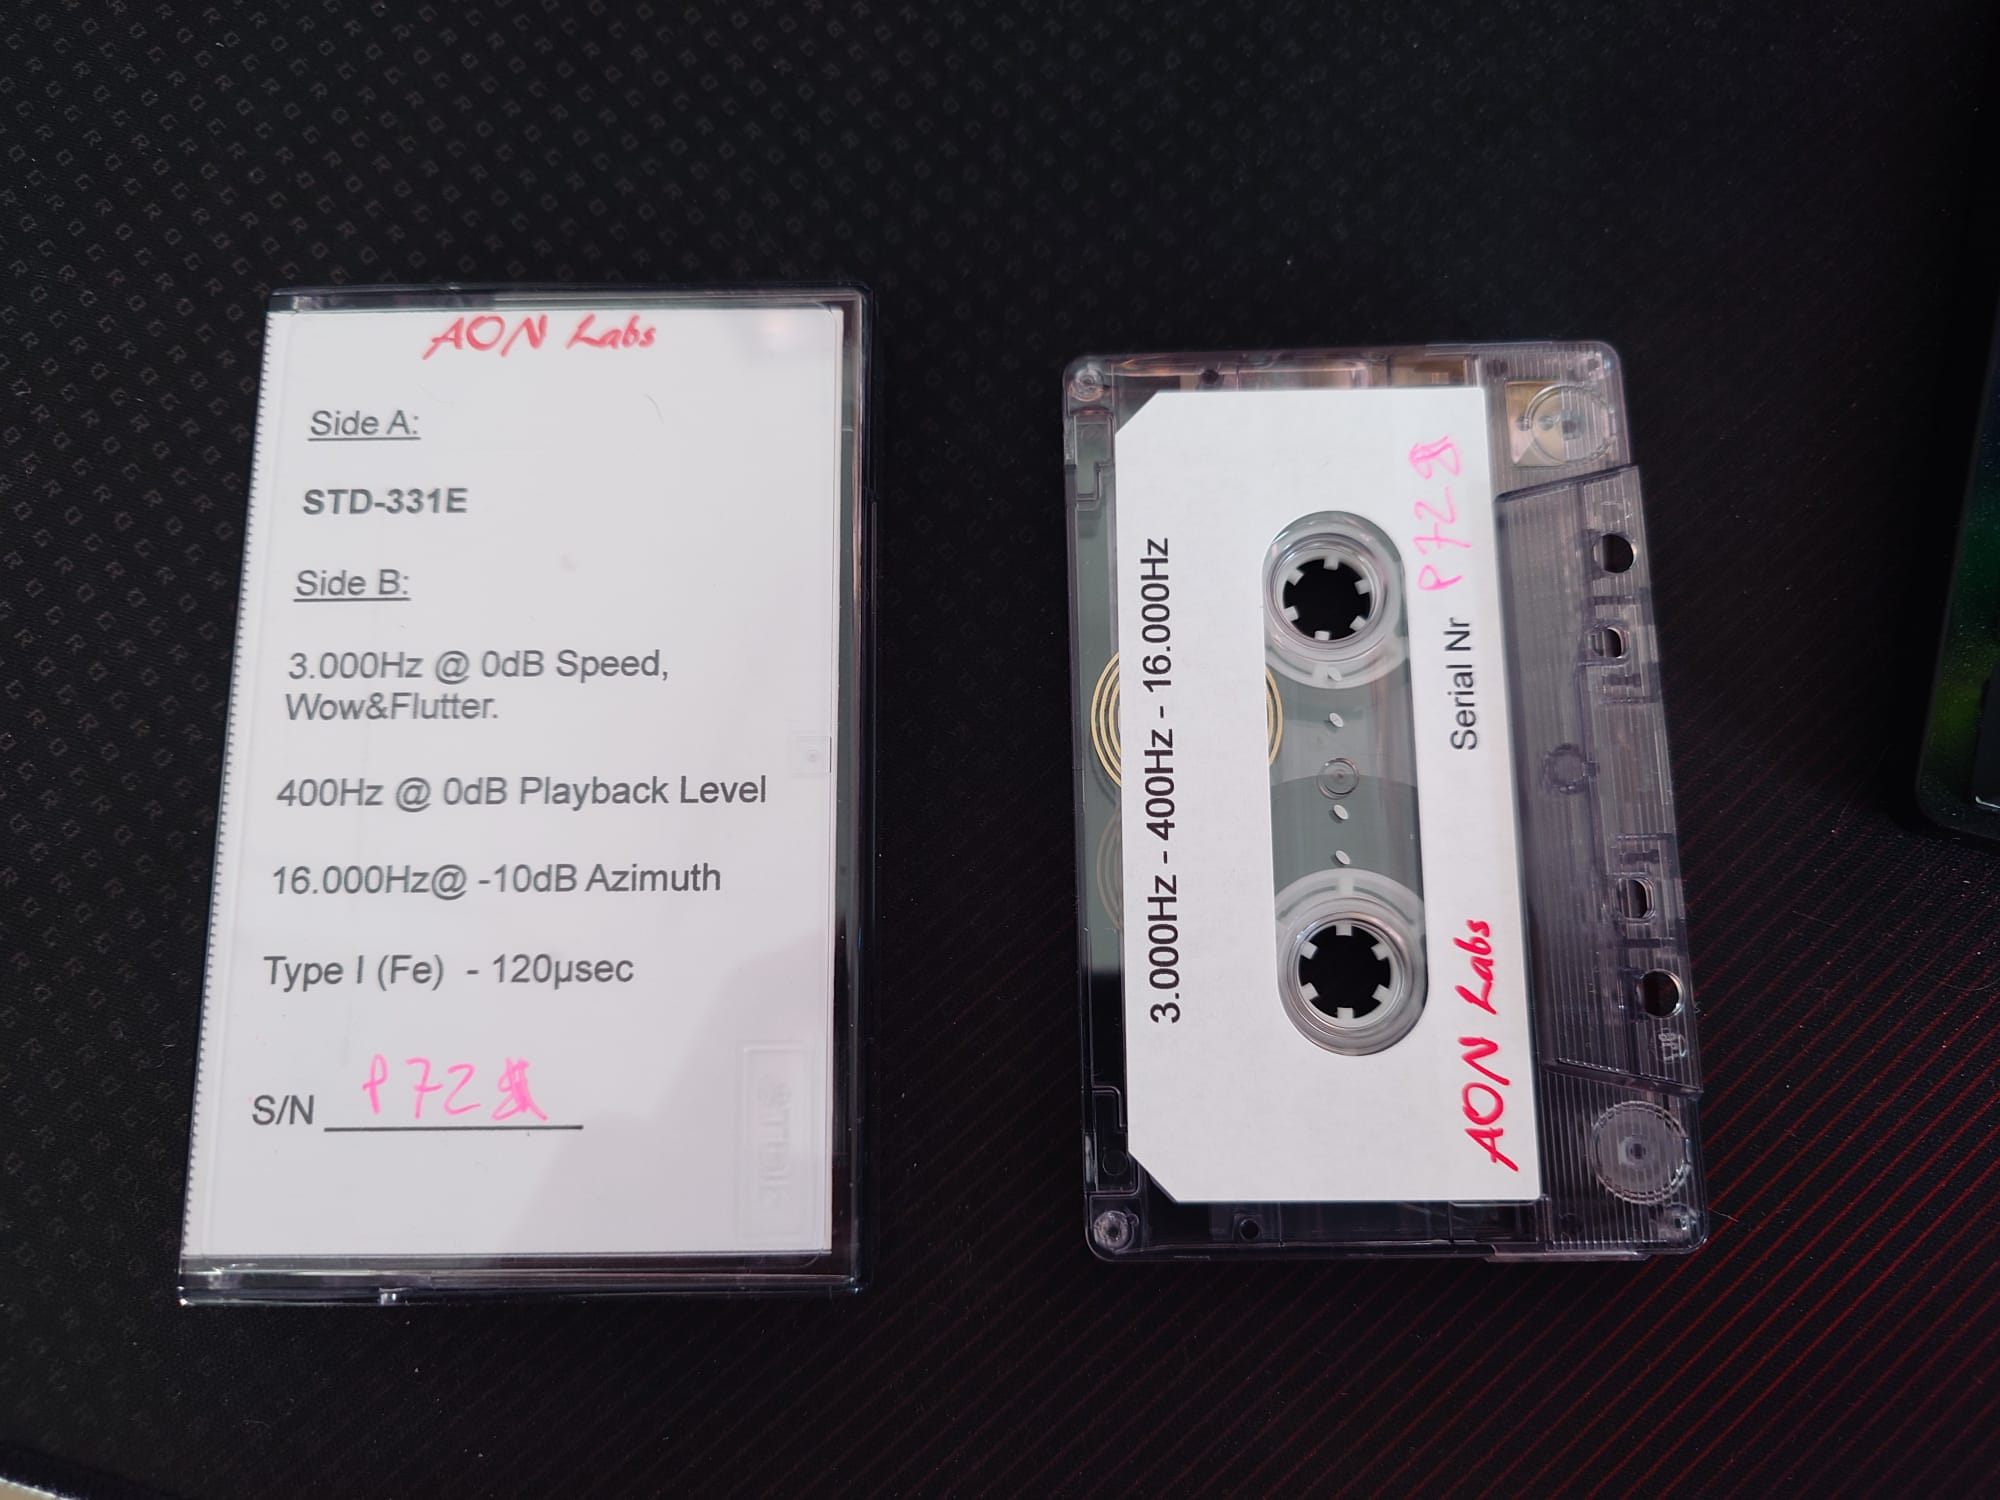 AON Labs
Side A:
STD-331E
Side B:
3.000Hz @ 0dB Speed,
Wow&Flutter.
400Hz @ 0dB Playback Level
16.000Hz@ -10dB Azimuth
Type I (Fe) - 120µsec
S/N
3.000Hz - 400Hz - 16.000Hz
Serial Nr
AON Labs